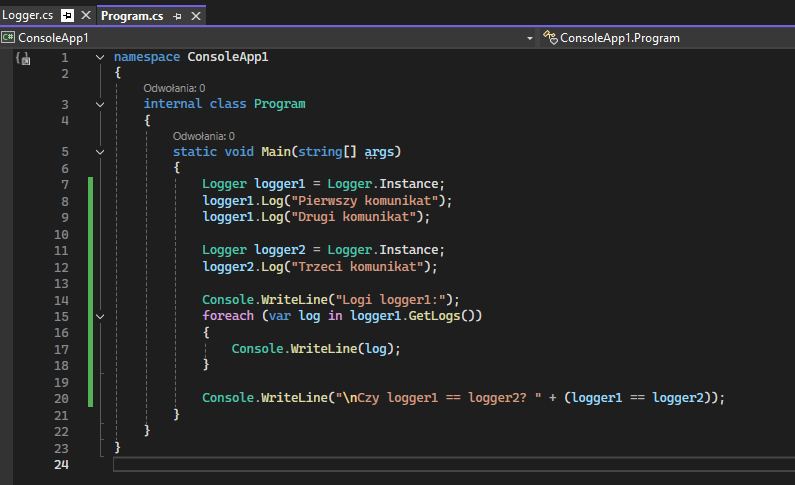 Logger.cs Program.cs
C# ConsoleApp1 ConsoleApp1.Program
1 namespace ConsoleApp1
2 {
Odwołania: 0
3 internal class Program
4 {
Odwołania: 0
5 static void Main(string[] args)
6 {
7 Logger logger1 = Logger.Instance;
8 logger1.Log("Pierwszy komunikat");
9 logger1.Log("Drugi komunikat");
10
11 Logger logger2 = Logger.Instance;
12 logger2.Log("Trzeci komunikat");
13
14 Console.WriteLine("Logi logger1:");
15 foreach (var log in logger1.GetLogs())
16 {
17 Console.WriteLine(log);
18 }
19
20 Console.WriteLine("\nCzy logger1 == logger2? " + (logger1 == logger2));
21 }
22 }
23 }
24